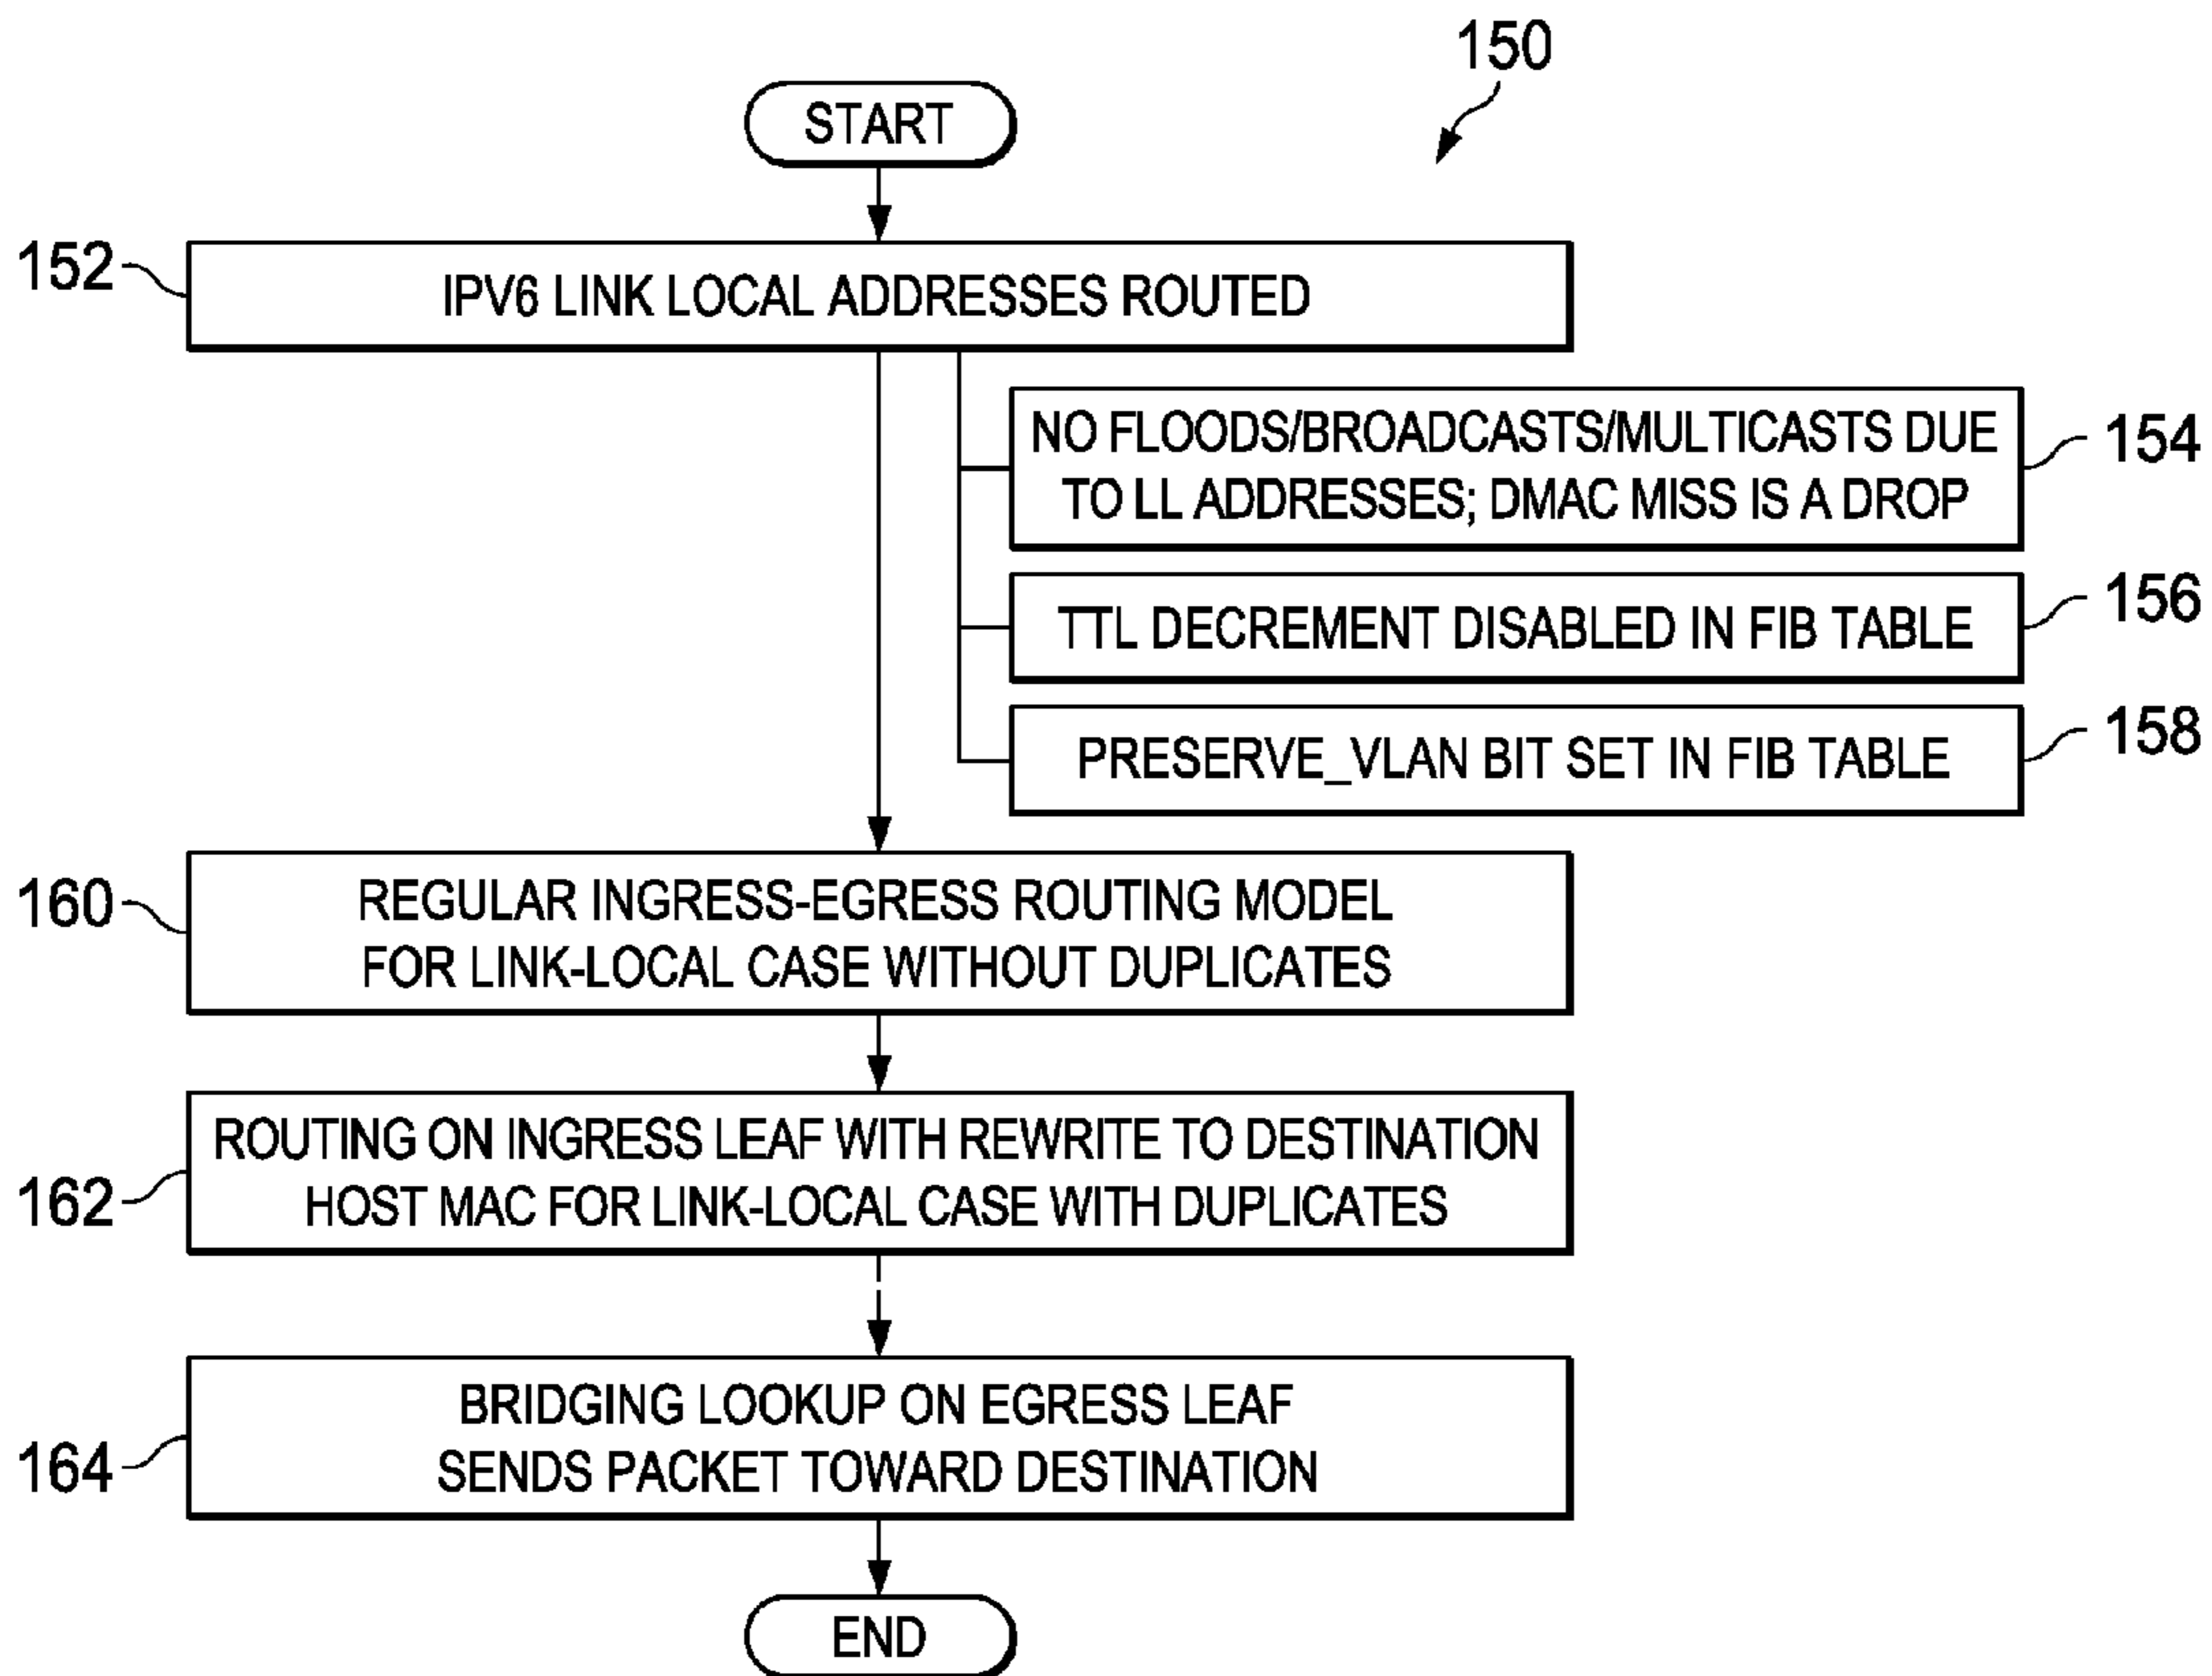 150
START
152
IPV6 LINK LOCAL ADDRESSES ROUTED
NO FLOODS/BROADCASTS/MULTICASTS DUE
TO LL ADDRESSES; DMAC MISS IS A DROP
154
TTL DECREMENT DISABLED IN FIB TABLE
156
PRESERVE_VLAN BIT SET IN FIB TABLE
158
160
REGULAR INGRESS-EGRESS ROUTING MODEL
FOR LINK-LOCAL CASE WITHOUT DUPLICATES
162
ROUTING ON INGRESS LEAF WITH REWRITE TO DESTINATION
HOST MAC FOR LINK-LOCAL CASE WITH DUPLICATES
164
BRIDGING LOOKUP ON EGRESS LEAF
SENDS PACKET TOWARD DESTINATION
END